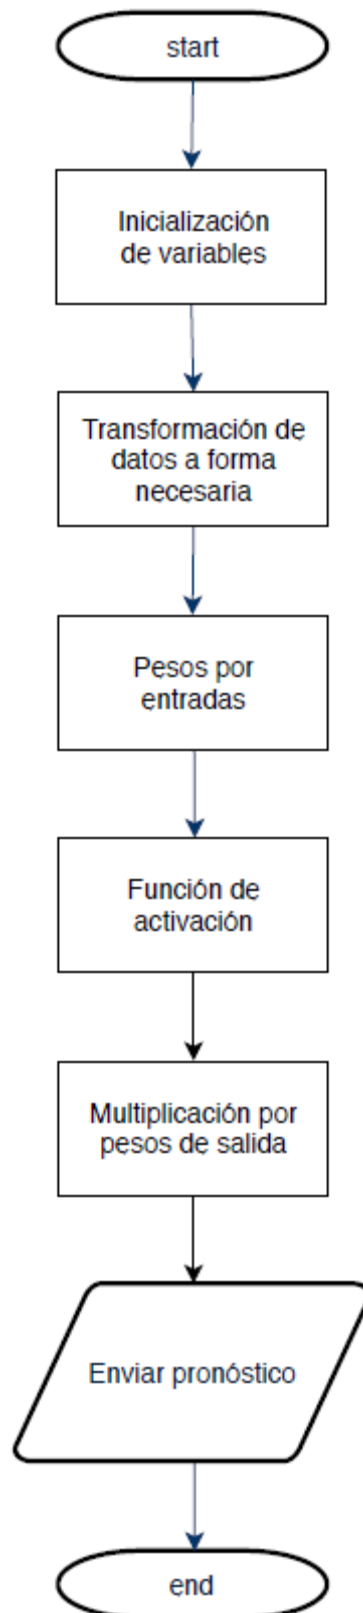 start
Inicialización
de variables
Transformación de
datos a forma
necesaria
Pesos por
entradas
Función de
activación
Multiplicación por
pesos de salida
Enviar pronóstico
end